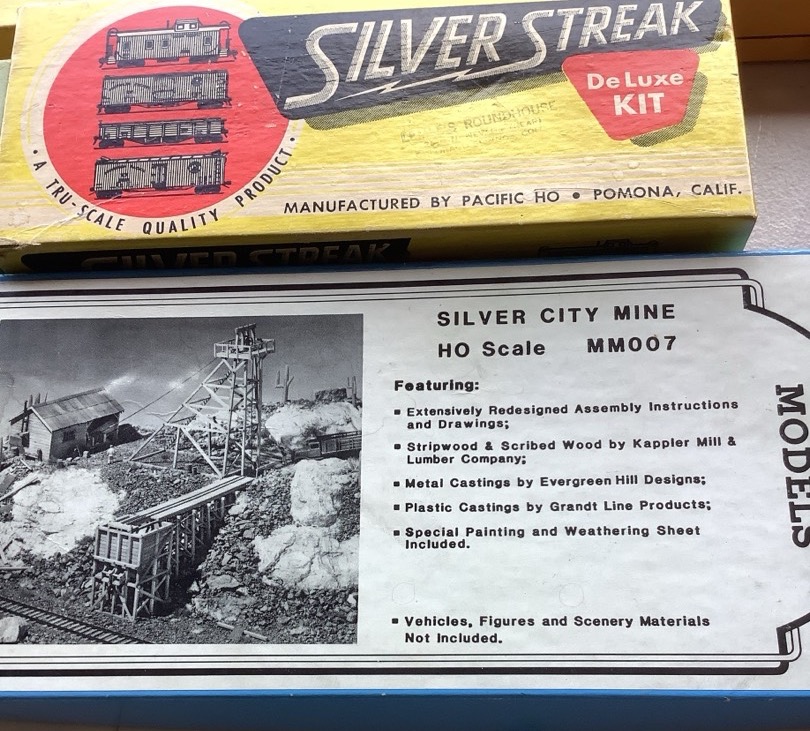 SILVER STREAK
De Luxe
KIT
ROUNDHOUSE
• A TRU-SCALE QUALITY PRODUCT •
MANUFACTURED BY PACIFIC HO • POMONA, CALIF.
SILVER STREAK
SILVER CITY MINE
HO Scale MM007
Featuring:
▪ Extensively Redesigned Assembly Instructions
and Drawings;
▪ Stripwood & Scribed Wood by Kappler Mill &
Lumber Company;
▪ Metal Castings by Evergreen Hill Designs;
▪ Plastic Castings by Grandt Line Products;
▪ Special Painting and Weathering Sheet
Included.
▪ Vehicles, Figures and Scenery Materials
Not Included.
MODELS